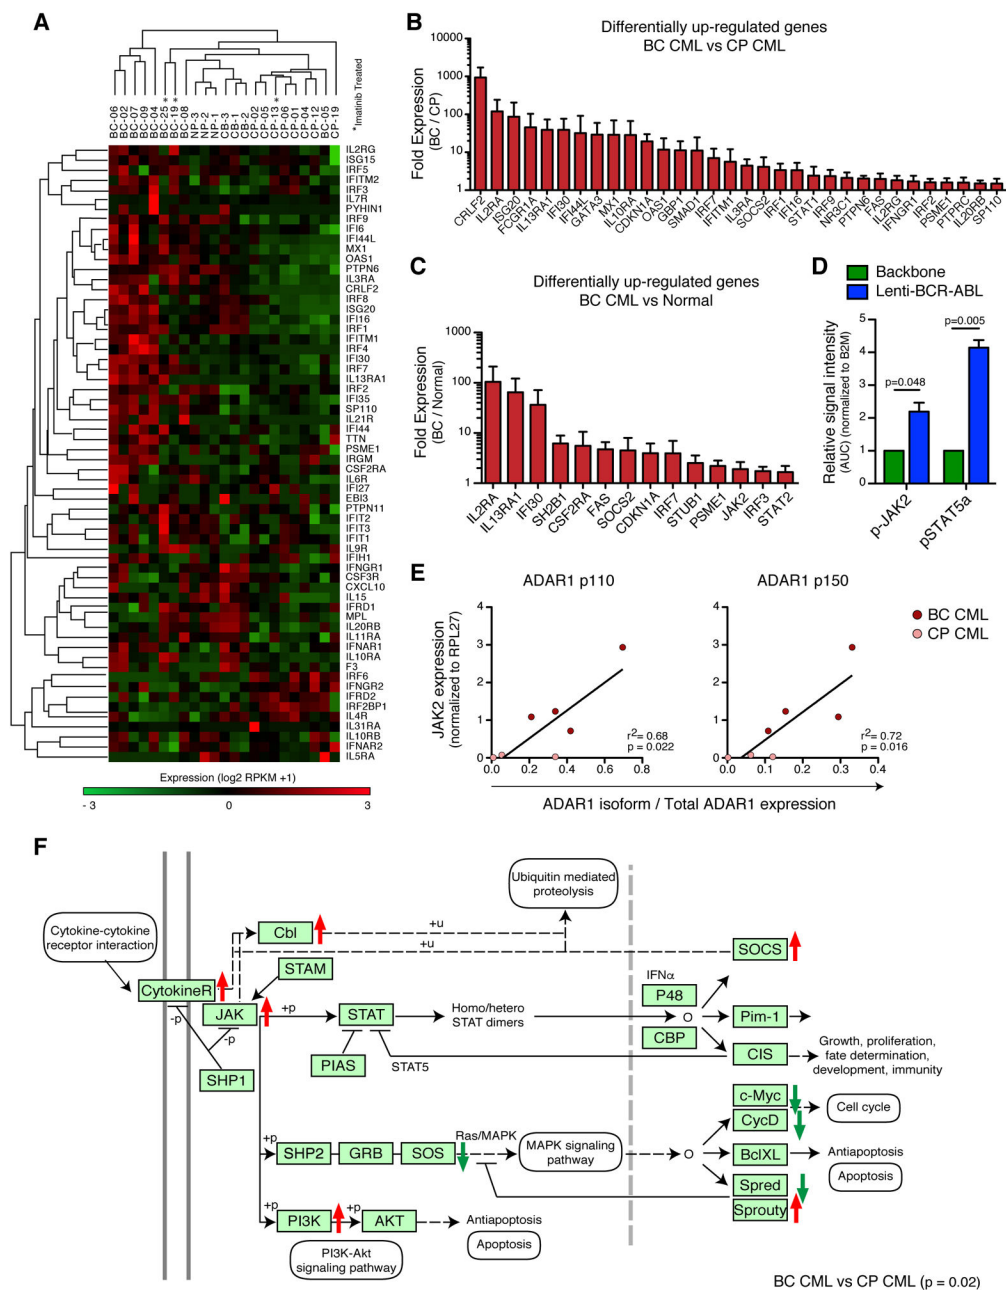 A
*Imatinib Treated
BC-06
BC-02
BC-07
BC-09
BC-04
BC-25 *
BC-19 *
BC-08
NP-3
NP-2
NP-1
CB-3
CB-1
CB-2
CP-02
CP-05
CP-13 *
CP-06
CP-01
CP-04
CP-12
BC-05
CP-19
IL2RG
ISG15
IRF5
IFITM2
IRF3
IL7R
PYHIN1
IRF9
IFI6
IFI44L
MX1
OAS1
PTPN6
IL3RA
CRLF2
IRF8
ISG20
IFI16
IRF1
IFITM1
IRF4
IFI30
IRF7
IL13RA1
IRF2
IFI35
SP110
IL21R
IFI44
TTN
PSME1
IRGM
CSF2RA
IL6R
IFI27
EBI3
PTPN11
IFIT2
IFIT3
IFIT1
IL9R
IFIH1
IFNGR1
CSF3R
CXCL10
IL15
IFRD1
MPL
IL20RB
IL11RA
IFNAR1
IL10RA
F3
IRF6
IFNGR2
IFRD2
IRF2BP1
IL4R
IL31RA
IL10RB
IFNAR2
IL5RA
Expression (log2 RPKM +1)
- 3 0 3
B
Differentially up-regulated genes
BC CML vs CP CML
Fold Expression
(BC / CP)
10000
1000
100
10
1
CRLF2
IL2RA
ISG20
FCGR1A
IL13RA1
IFI30
IFI44L
GATA3
MX1
IL10RA
CDKN1A
OAS1
GBP1
SMAD1
IRF7
IFITM1
IL3RA
SOCS2
IRF1
IFI16
STAT1
IRF9
NR3C1
PTPN6
FAS
IL2RG
IFNGR1
IRF2
PSME1
PTPRC
IL20RB
SP110
C
Differentially up-regulated genes
BC CML vs Normal
Fold Expression
(BC / Normal)
1000
100
10
1
IL2RA
IL13RA1
IFI30
SH2B1
CSF2RA
FAS
SOCS2
CDKN1A
IRF7
STUB1
PSME1
JAK2
IRF3
STAT2
D
Backbone
Lenti-BCR-ABL
Relative signal intensity
(AUC) (normalized to B2M)
5
4
3
2
1
0
p=0.048
p=0.005
p-JAK2
pSTAT5a
E
ADAR1 p110
ADAR1 p150
JAK2 expression
(normalized to RPL27)
4
3
2
1
0
0.0 0.2 0.4 0.6 0.8
r2= 0.68
p = 0.022
4
3
2
1
0
0.0 0.1 0.2 0.3 0.4
r2= 0.72
p = 0.016
BC CML
CP CML
ADAR1 isoform / Total ADAR1 expression
F
Cytokine-cytokine
receptor interaction
Ubiquitin mediated
proteolysis
Cbl
+u
+u
STAM
CytokineR
JAK
-p
-p
SHP1
+p
STAT
PIAS
STAT5
Homo/hetero
STAT dimers
IFNα
P48
O
CBP
SOCS
Pim-1
CIS
Growth, proliferation,
fate determination,
development, immunity
c-Myc
CycD
Cell cycle
+p
SHP2
GRB
SOS
Ras/MAPK
MAPK signaling
pathway
O
BclXL
Antiapoptosis
Apoptosis
Spred
Sprouty
+p
PI3K
+p
AKT
Antiapoptosis
Apoptosis
PI3K-Akt
signaling pathway
BC CML vs CP CML (p = 0.02)